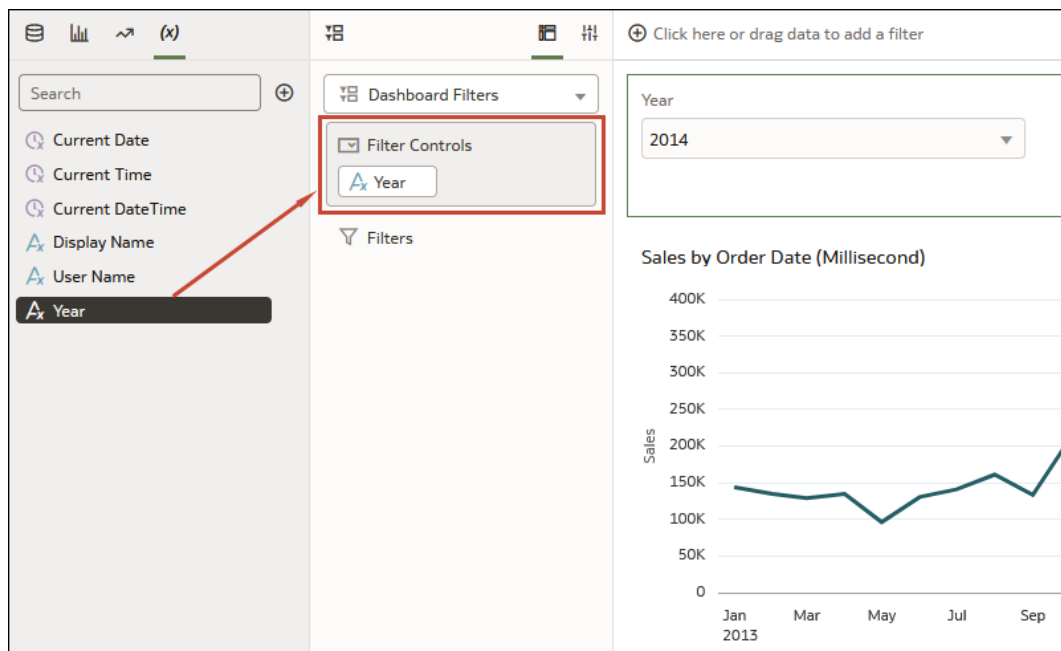 (x)
Search
Current Date
Current Time
Current DateTime
Display Name
User Name
Year
Dashboard Filters
Filter Controls
Year
Filters
Click here or drag data to add a filter
Year
2014
Sales by Order Date (Millisecond)
Sales
400K
350K
300K
250K
200K
150K
100K
50K
0
Jan Mar May Jul Sep
2013